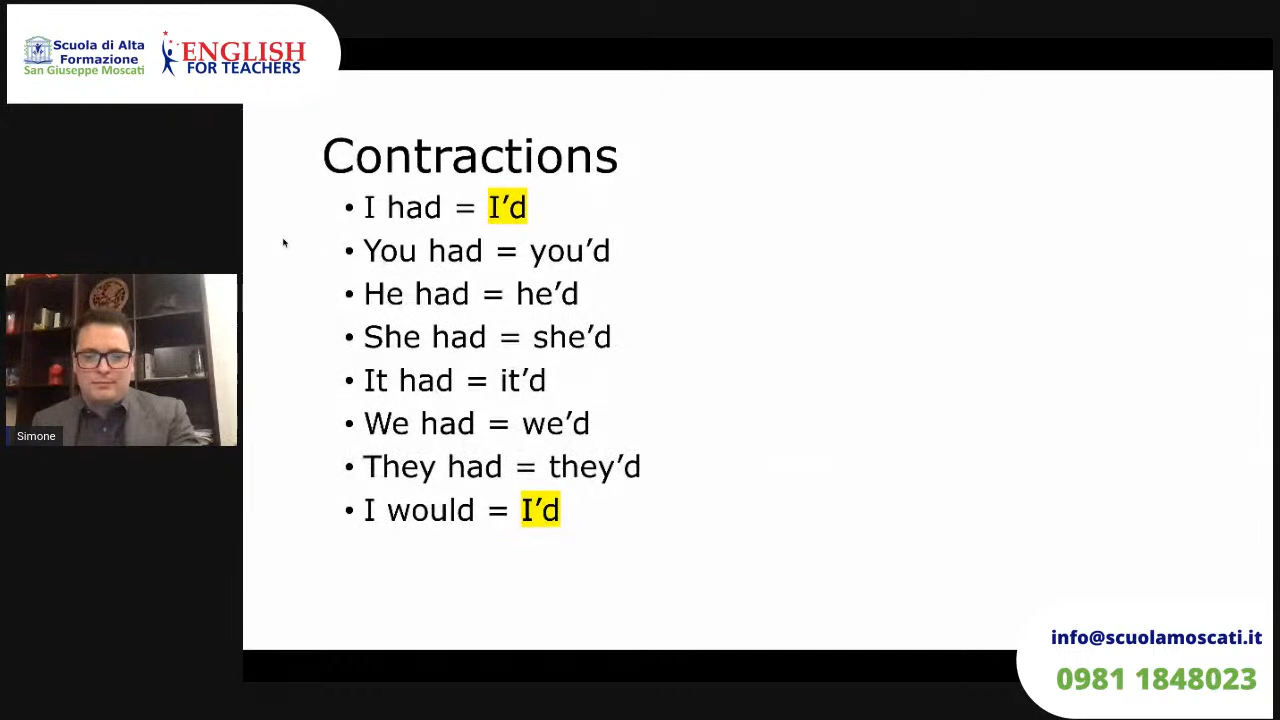 Scuola di Alta
Formazione
San Giuseppe Moscati
ENGLISH
FOR TEACHERS
Contractions
• I had = I’d
• You had = you’d
• He had = he’d
• She had = she’d
• It had = it’d
• We had = we’d
• They had = they’d
• I would = I’d
Simone
info@scuolamoscati.it
0981 1848023